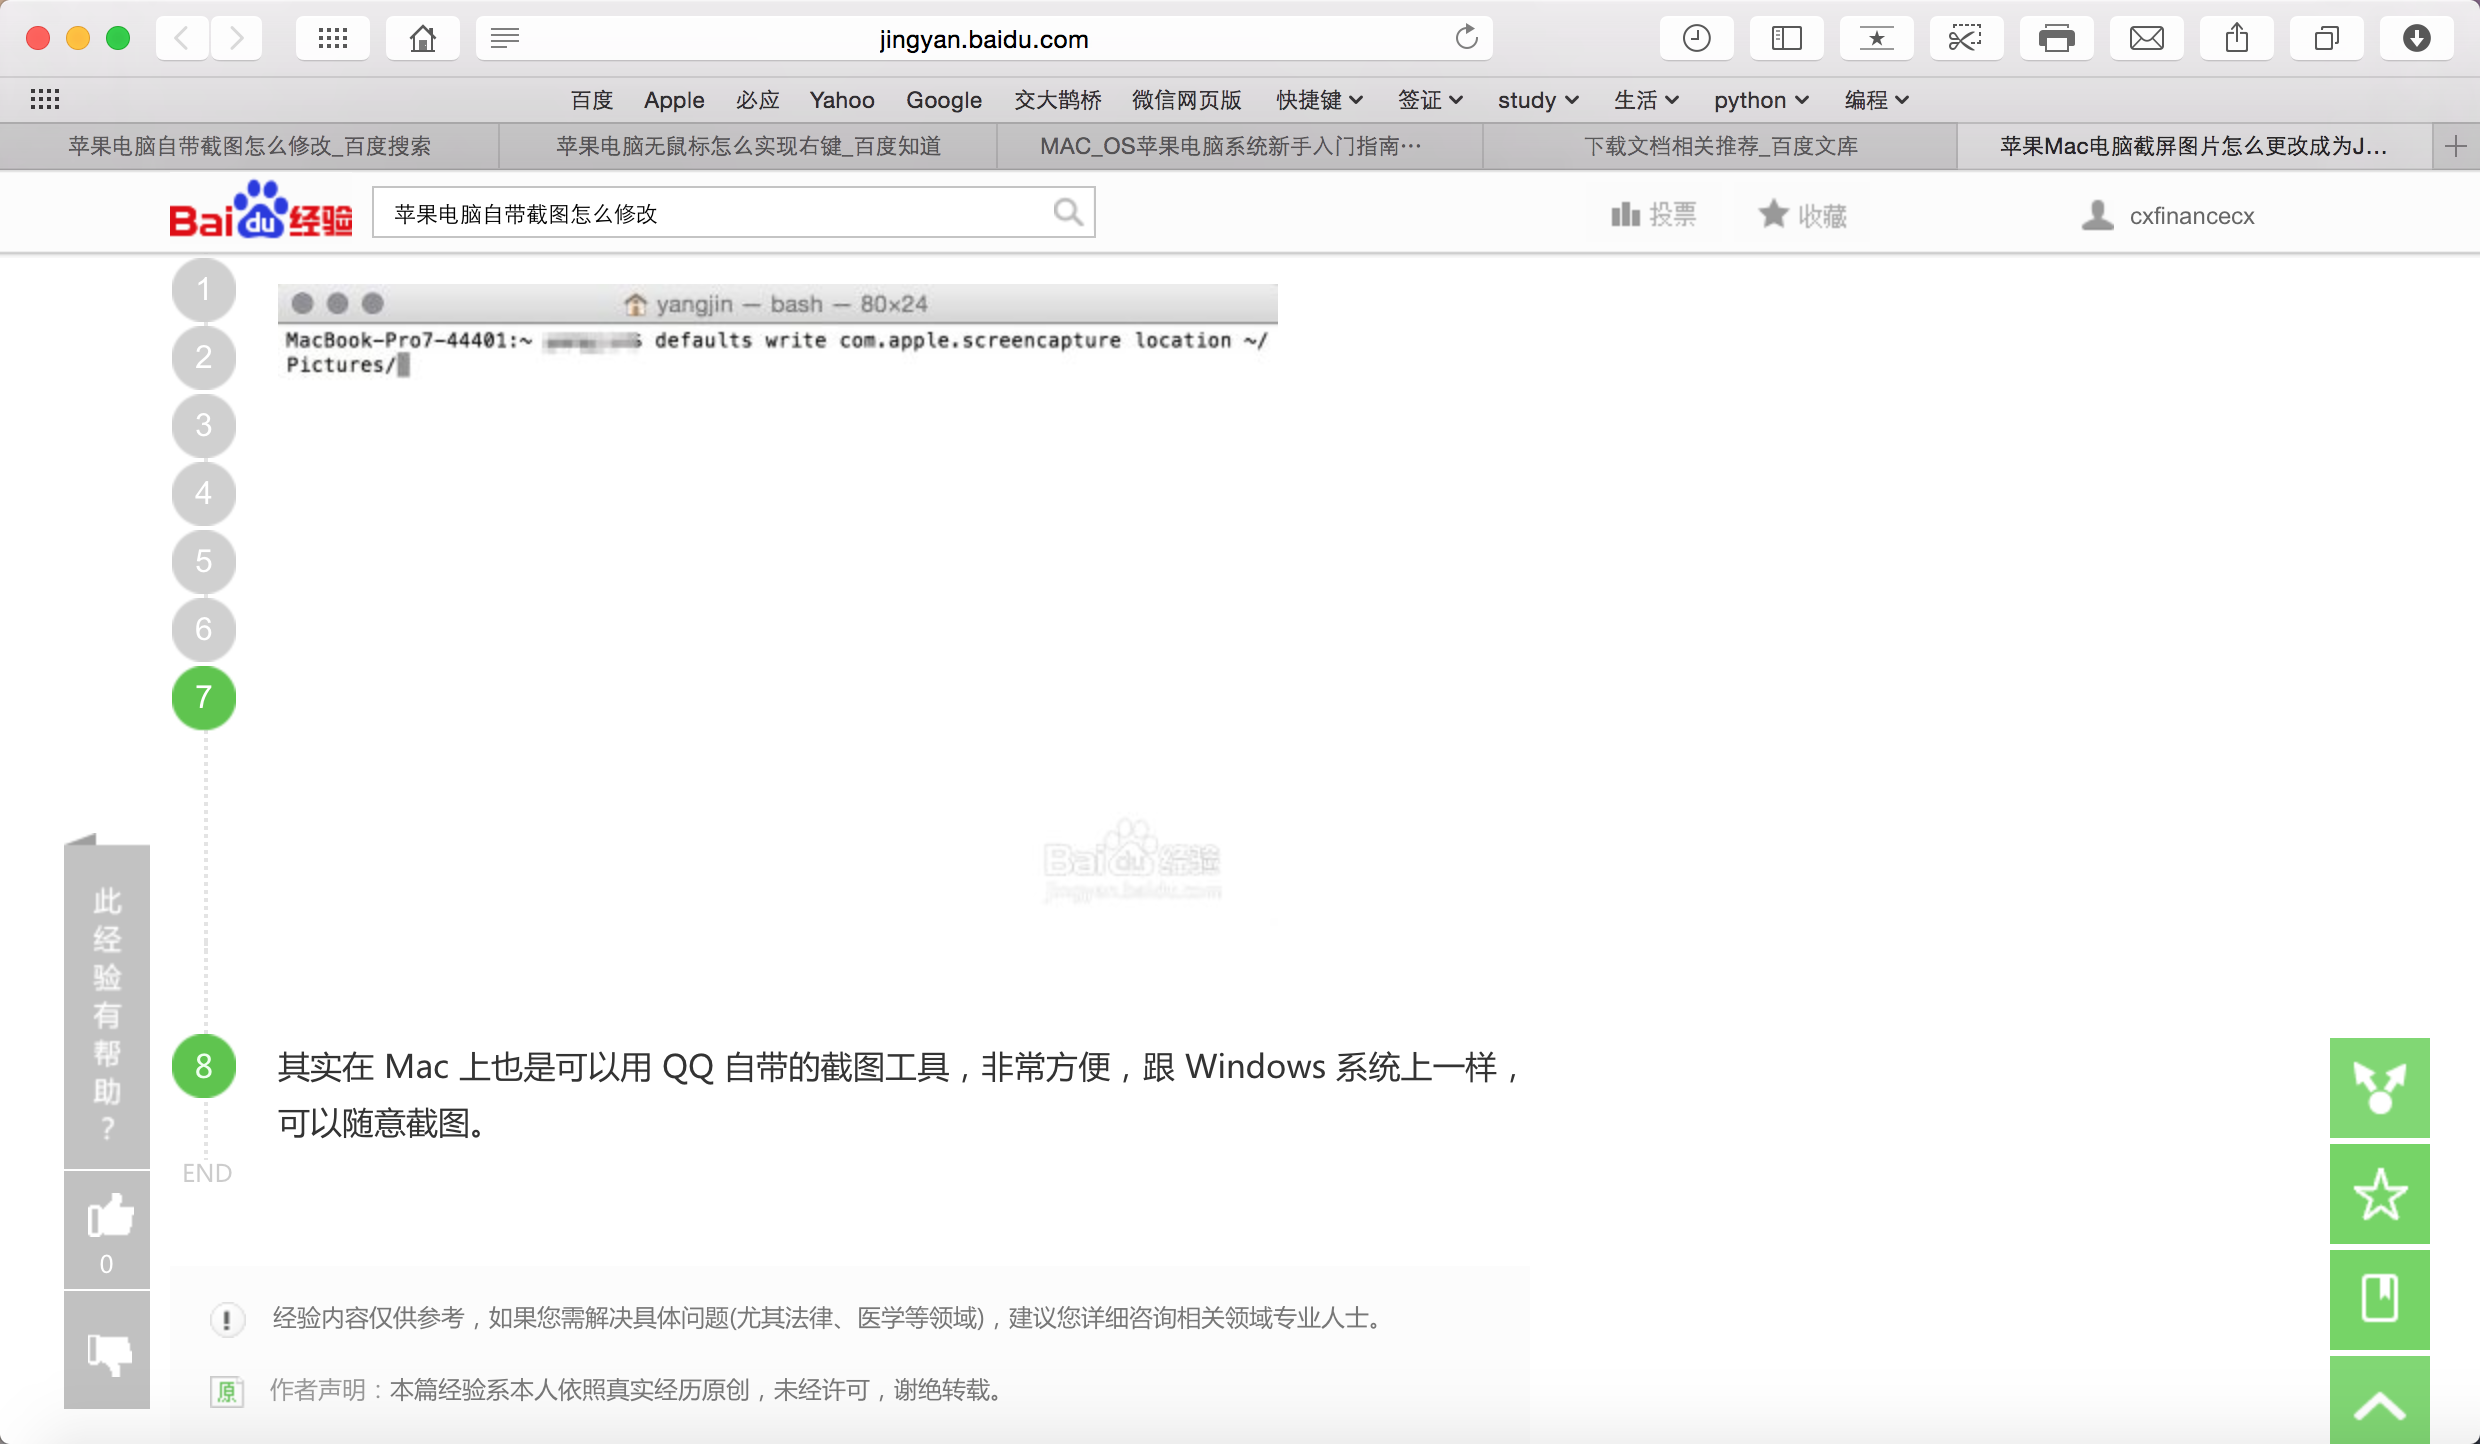 jingyan.baidu.com
百度 Apple 必应 Yahoo Google 交大鹊桥 微信网页版 快捷键 签证 study 生活 python 编程
苹果电脑自带截图怎么修改_百度搜索 苹果电脑无鼠标怎么实现右键_百度知道 MAC_OS苹果电脑系统新手入门指南… 下载文档相关推荐_百度文库 苹果Mac电脑截屏图片怎么更改成为J...
Bai du 经验 苹果电脑自带截图怎么修改 投票 收藏 cxfinancecx
1
2
3
4
5
6
7
yangjin — bash — 80×24
MacBook-Pro7-44401:~ $ defaults write com.apple.screencapture location ~/
Pictures/
Bai du 经验
jingyan.baidu.com
8
其实在 Mac 上也是可以用 QQ 自带的截图工具，非常方便，跟 Windows 系统上一样，
可以随意截图。
END
此经验有帮助？
0
! 经验内容仅供参考，如果您需解决具体问题(尤其法律、医学等领域)，建议您详细咨询相关领域专业人士。
原 作者声明：本篇经验系本人依照真实经历原创，未经许可，谢绝转载。